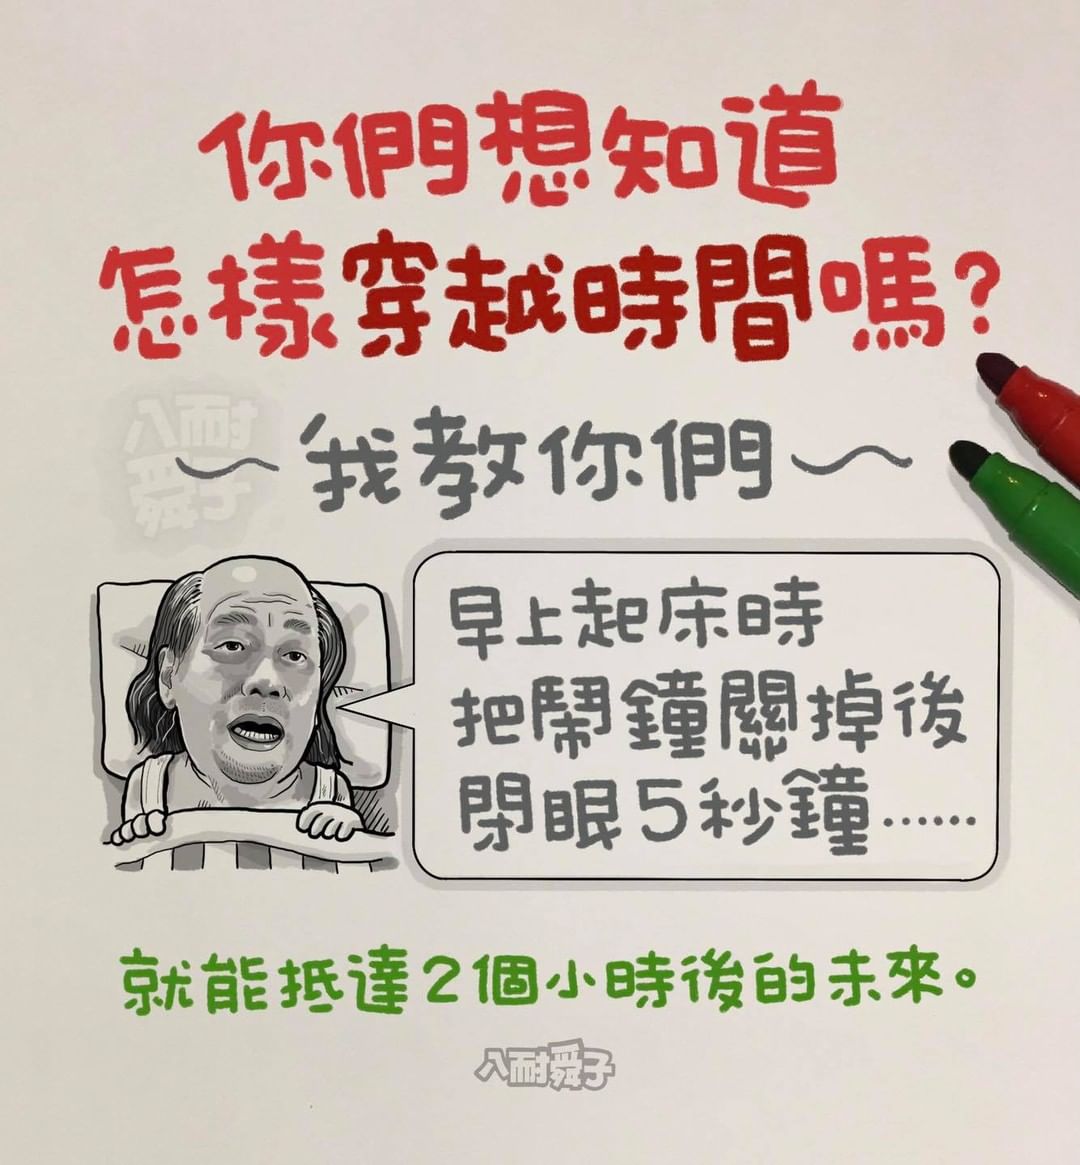 你們想知道
怎樣穿越時間嗎?
八耐
舜子
~我教你們~
早上起床時
把鬧鐘關掉後
閉眼5秒鐘......
就能抵達2個小時後的未來。
八耐舜子